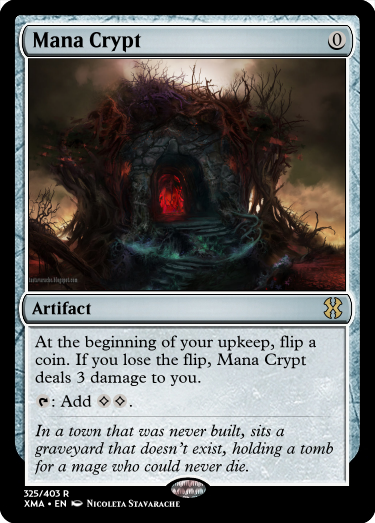 Mana Crypt 0
Artifact
At the beginning of your upkeep, flip a
coin. If you lose the flip, Mana Crypt
deals 3 damage to you.
: Add .
In a town that was never built, sits a
graveyard that doesn't exist, holding a tomb
for a mage who could never die.
325/403 R
XMA • EN Nicoleta Stavarache